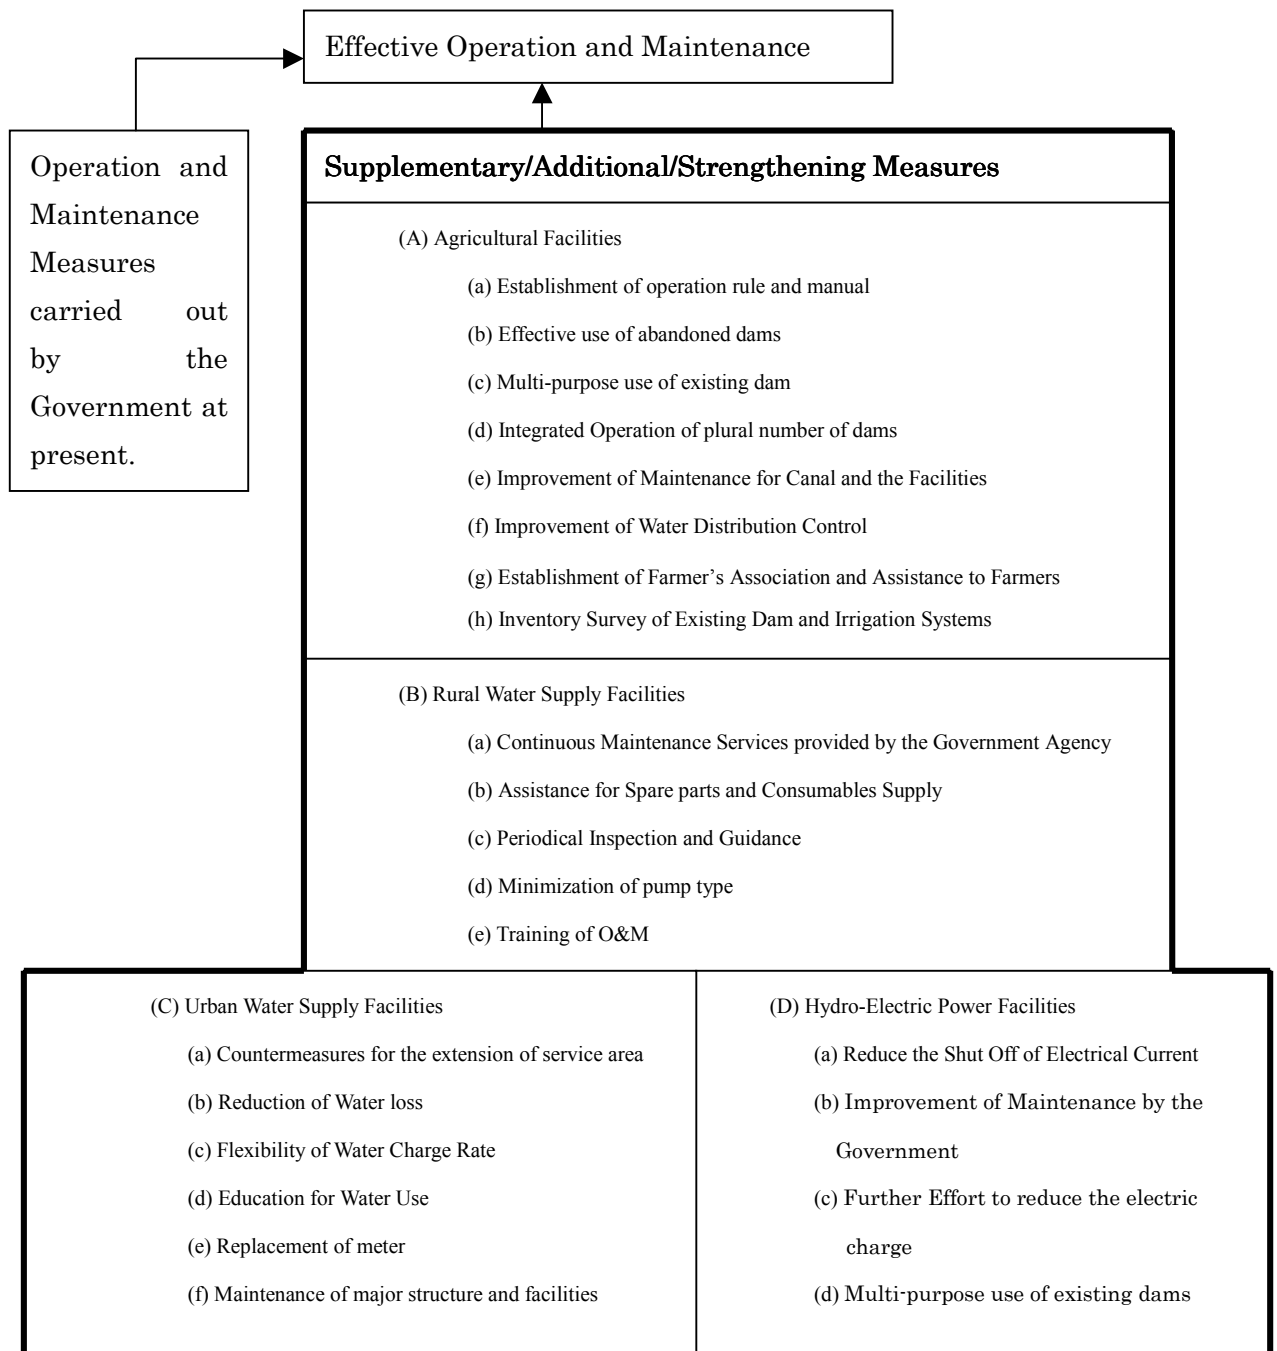 Effective Operation and Maintenance
Operation and
Maintenance
Measures
carried out
by the
Government at
present.
Supplementary/Additional/Strengthening Measures
(A) Agricultural Facilities
(a) Establishment of operation rule and manual
(b) Effective use of abandoned dams
(c) Multi-purpose use of existing dam
(d) Integrated Operation of plural number of dams
(e) Improvement of Maintenance for Canal and the Facilities
(f) Improvement of Water Distribution Control
(g) Establishment of Farmer’s Association and Assistance to Farmers
(h) Inventory Survey of Existing Dam and Irrigation Systems
(B) Rural Water Supply Facilities
(a) Continuous Maintenance Services provided by the Government Agency
(b) Assistance for Spare parts and Consumables Supply
(c) Periodical Inspection and Guidance
(d) Minimization of pump type
(e) Training of O&M
(C) Urban Water Supply Facilities
(a) Countermeasures for the extension of service area
(b) Reduction of Water loss
(c) Flexibility of Water Charge Rate
(d) Education for Water Use
(e) Replacement of meter
(f) Maintenance of major structure and facilities
(D) Hydro-Electric Power Facilities
(a) Reduce the Shut Off of Electrical Current
(b) Improvement of Maintenance by the
Government
(c) Further Effort to reduce the electric
charge
(d) Multi-purpose use of existing dams